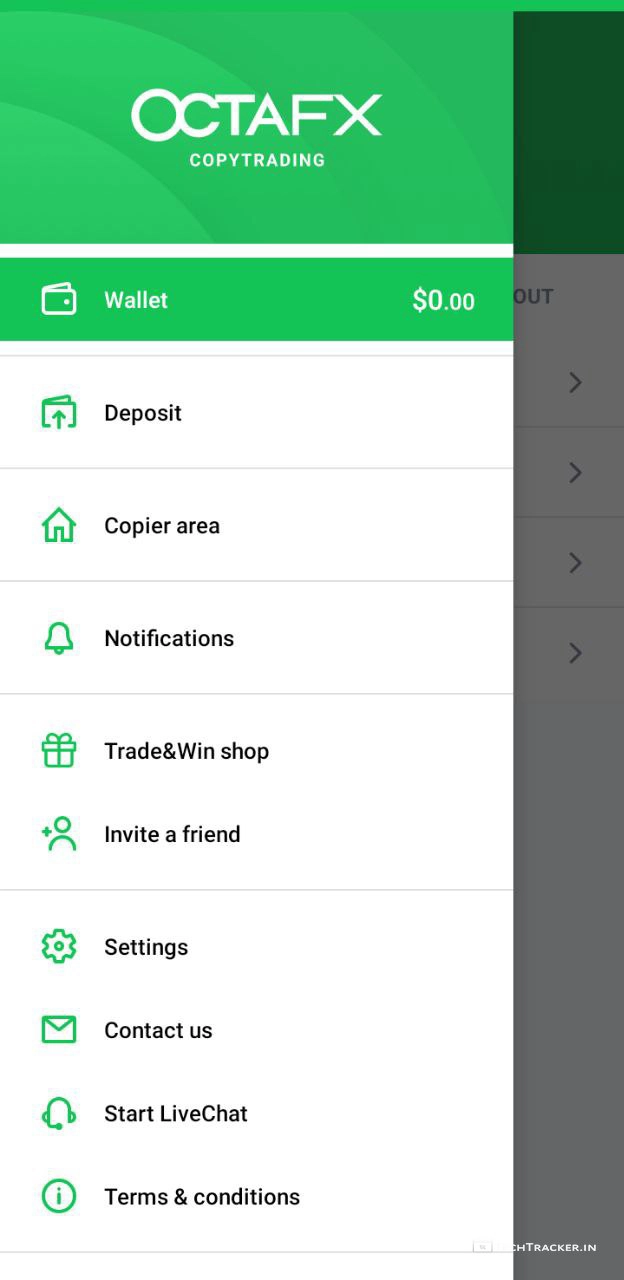 OCTAFX
COPYTRADING
Wallet $0.00
OUT
Deposit
Copier area
Notifications
Trade&Win shop
Invite a friend
Settings
Contact us
Start LiveChat
Terms & conditions
CHTRACKER.IN